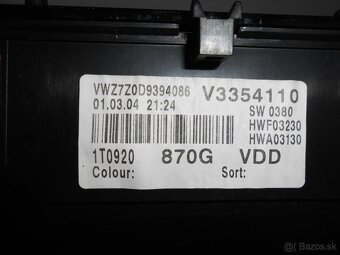 VWZ7Z0D9394086 V3354110
01.03.04 21:24 SW 0380
HWF03230
HWA03130
1T0920 870G VDD
Colour: Sort:
Bazos.sk